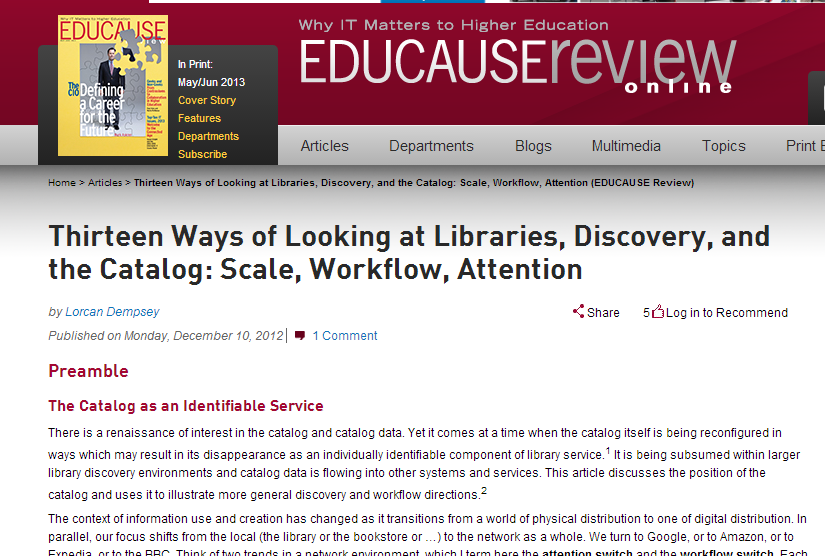 Why IT Matters to Higher Education
EDUCAUSE
The CIO
Defining
a Career
for the
Future
In Print:
May/Jun 2013
Cover Story
Features
Departments
Subscribe
Why IT Matters to Higher Education
EDUCAUSEreview
online
Articles Departments Blogs Multimedia Topics Print E
Home > Articles > Thirteen Ways of Looking at Libraries, Discovery, and the Catalog: Scale, Workflow, Attention (EDUCAUSE Review)
Thirteen Ways of Looking at Libraries, Discovery, and
the Catalog: Scale, Workflow, Attention
by Lorcan Dempsey
Share 5 Log in to Recommend
Published on Monday, December 10, 2012 | 1 Comment
Preamble
The Catalog as an Identifiable Service
There is a renaissance of interest in the catalog and catalog data. Yet it comes at a time when the catalog itself is being reconfigured in
ways which may result in its disappearance as an individually identifiable component of library service.1 It is being subsumed within larger
library discovery environments and catalog data is flowing into other systems and services. This article discusses the position of the
catalog and uses it to illustrate more general discovery and workflow directions.2
The context of information use and creation has changed as it transitions from a world of physical distribution to one of digital distribution. In
parallel, our focus shifts from the local (the library or the bookstore or …) to the network as a whole. We turn to Google, or to Amazon, or to
Expedia, or to the BBC. Think of two trends in a network environment, which I term here the attention switch and the workflow switch. Each